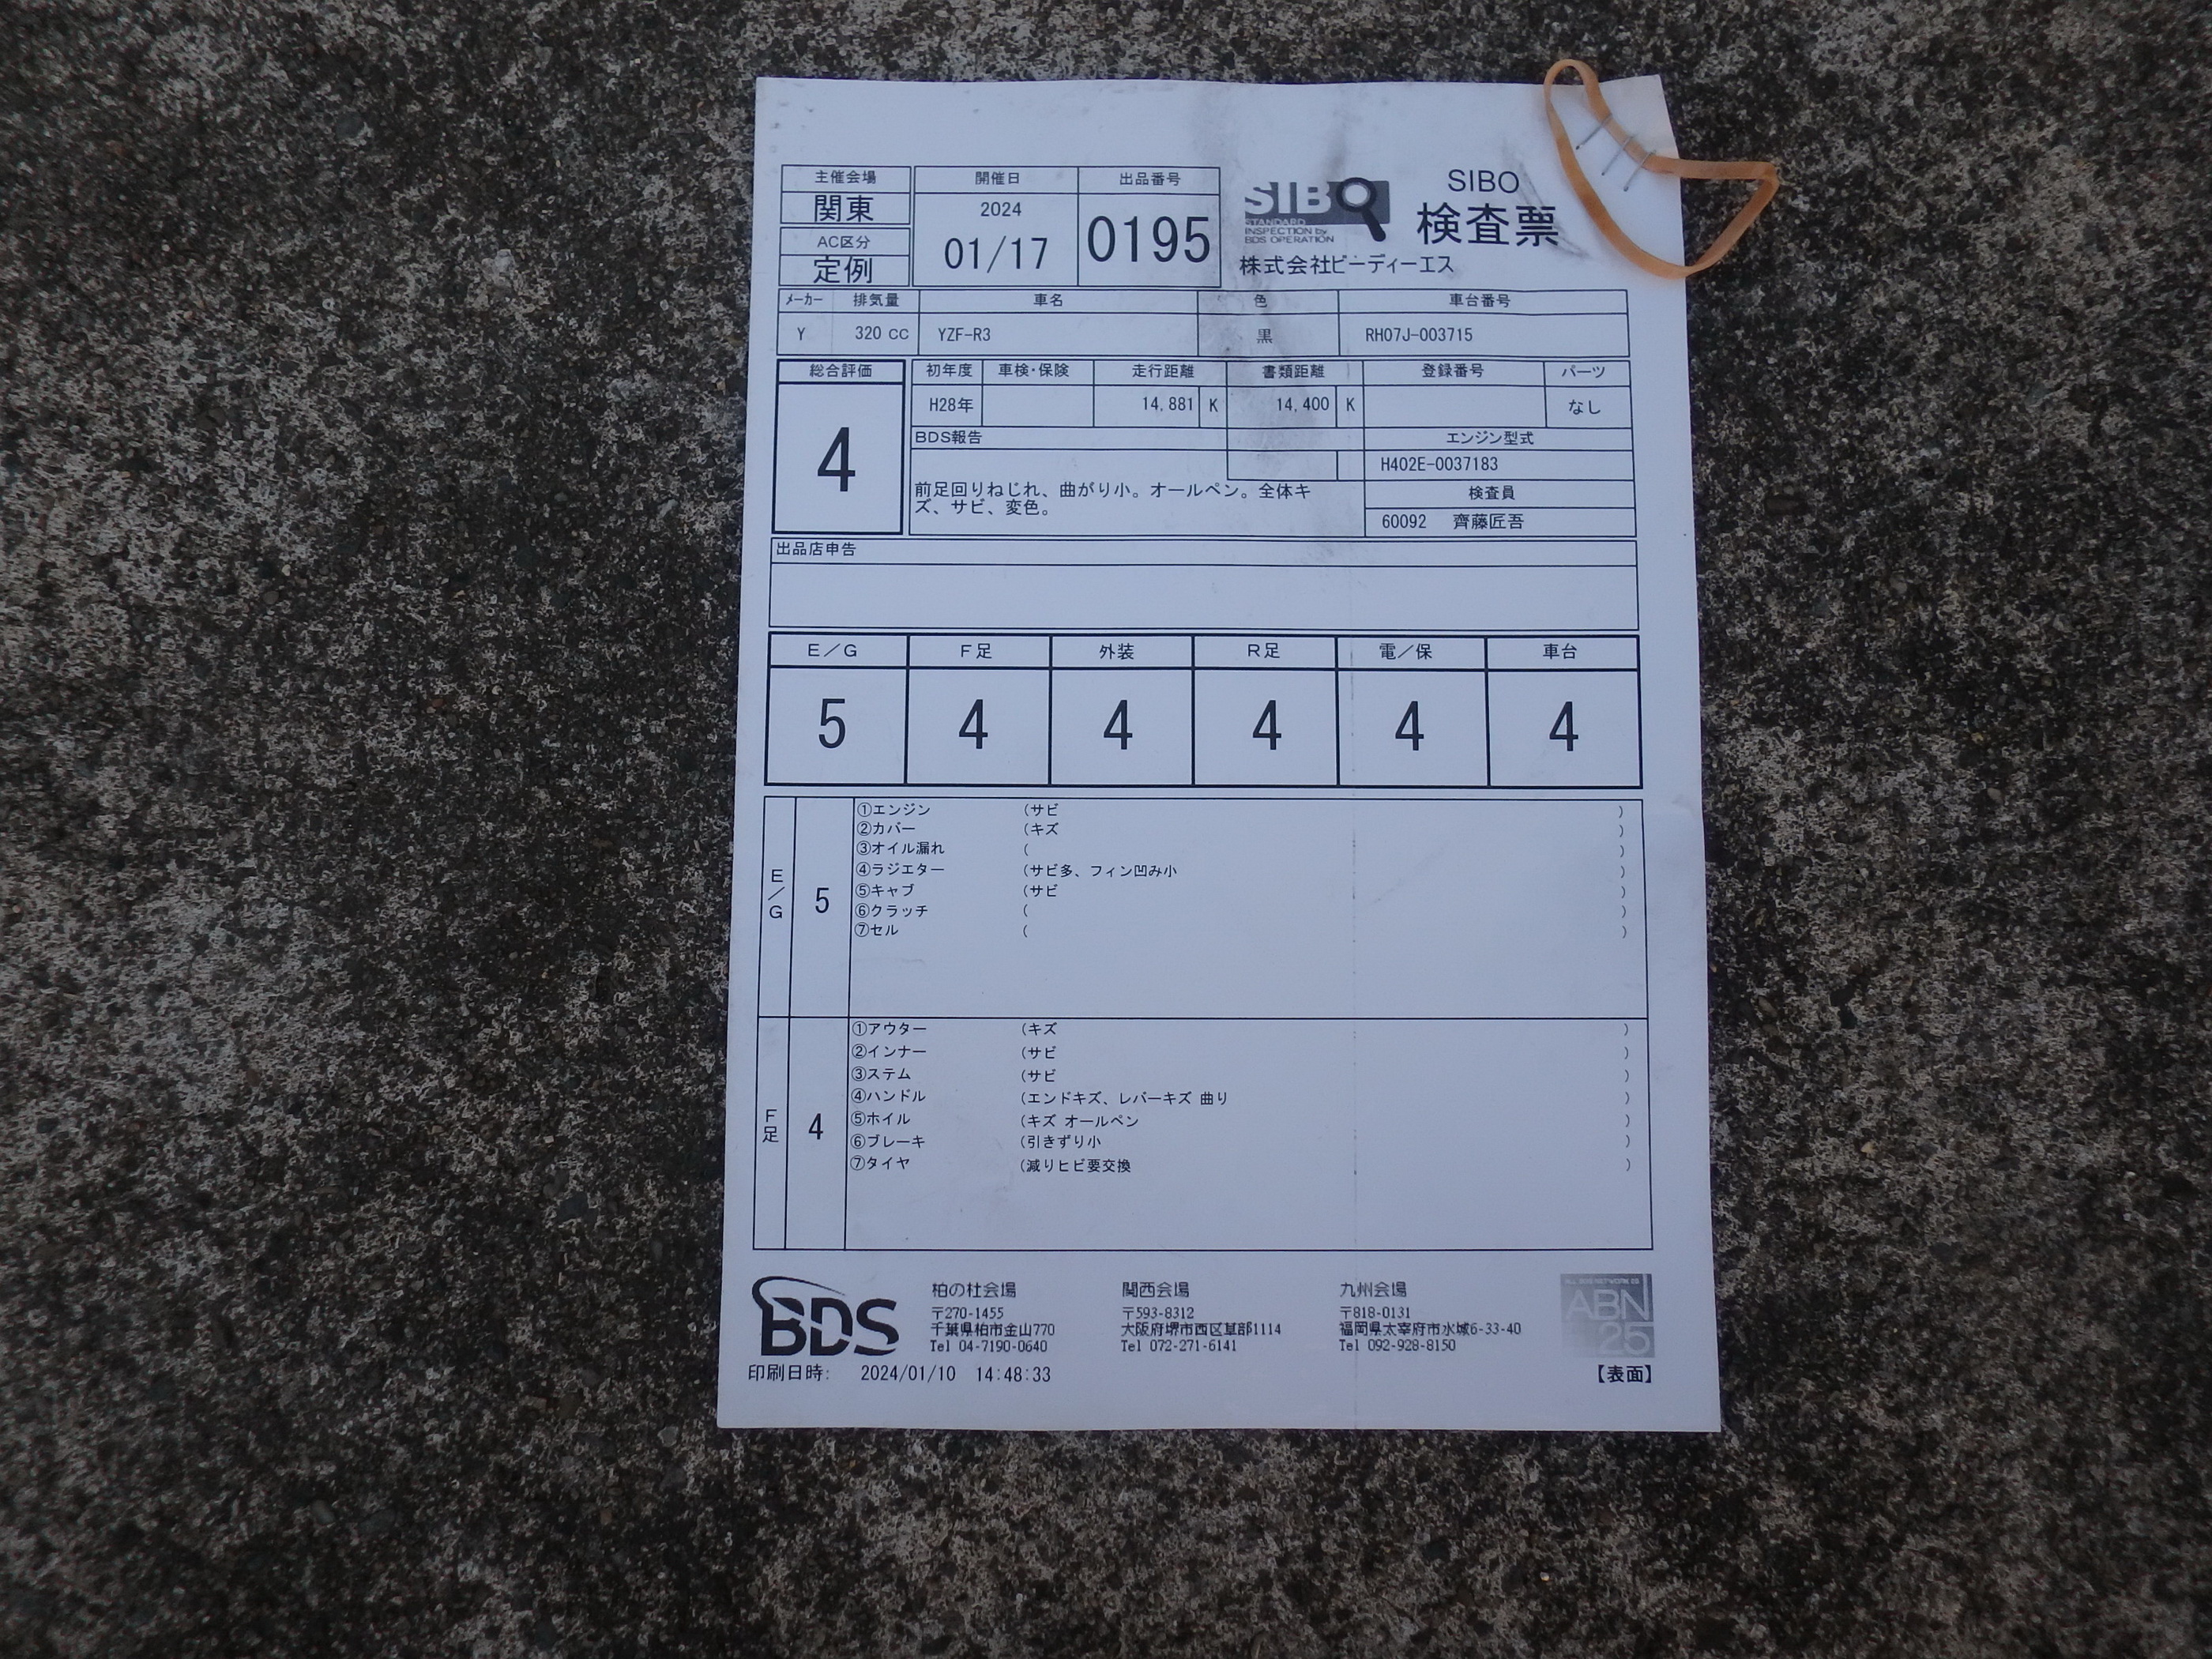 主催会場 開催日 出品番号
関東 2024 01/17 0195
AC区分
定例
SIBO
STANDARD
INSPECTION by
BDS OPERATION
SIBO
検査票
株式会社ビーディーエス
メーカー 排気量 車名 色 車台番号
Y 320 CC YZF-R3 黒 RH07J-003715
総合評価 初年度 車検・保険 走行距離 書類距離 登録番号 パーツ
4 H28年 14,881 K 14,400 K なし
BDS報告 エンジン型式
H402E-0037183
前足回りねじれ、曲がり小。オールペン。全体キ
ズ、サビ、変色。
検査員
60092 齊藤匠吾
出品店申告
E/G F足 外装 R足 電/保 車台
5 4 4 4 4 4
E/G 5
①エンジン (サビ )
②カバー (キズ )
③オイル漏れ ( )
④ラジエター (サビ多、フィン凹み小 )
⑤キャブ (サビ )
⑥クラッチ ( )
⑦セル ( )
F足 4
①アウター (キズ )
②インナー (サビ )
③ステム (サビ )
④ハンドル (エンドキズ、レバーキズ 曲り )
⑤ホイル (キズ オールペン )
⑥ブレーキ (引きずり小 )
⑦タイヤ (減りヒビ要交換 )
BDS
柏の杜会場
〒270-1455
千葉県柏市金山770
Tel 04-7190-0640
関西会場
〒593-8312
大阪府堺市西区草部1114
Tel 072-271-6141
九州会場
〒818-0131
福岡県太宰府市水城6-33-40
Tel 092-928-8150
ABN
25
印刷日時: 2024/01/10 14:48:33
【表面】